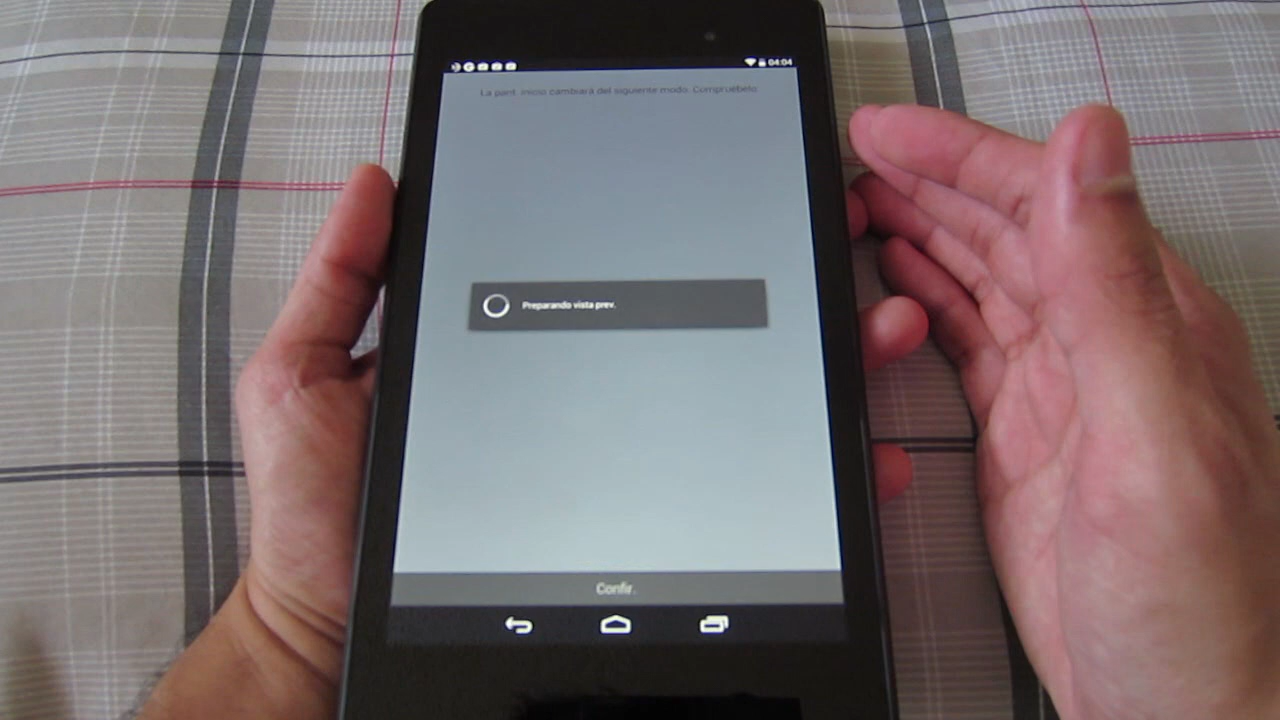 04:04
La pant. inicio cambiará del siguiente modo. Compruébelo.
Preparando vista prev.
Confir.